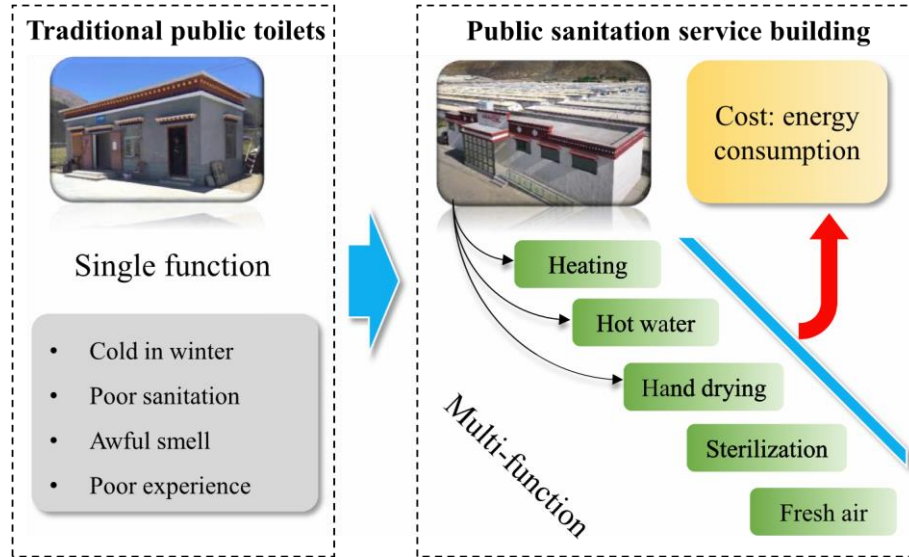 Traditional public toilets
Single function
• Cold in winter
• Poor sanitation
• Awful smell
• Poor experience
Public sanitation service building
Cost: energy
consumption
Heating
Hot water
Hand drying
Sterilization
Fresh air
Multi-function